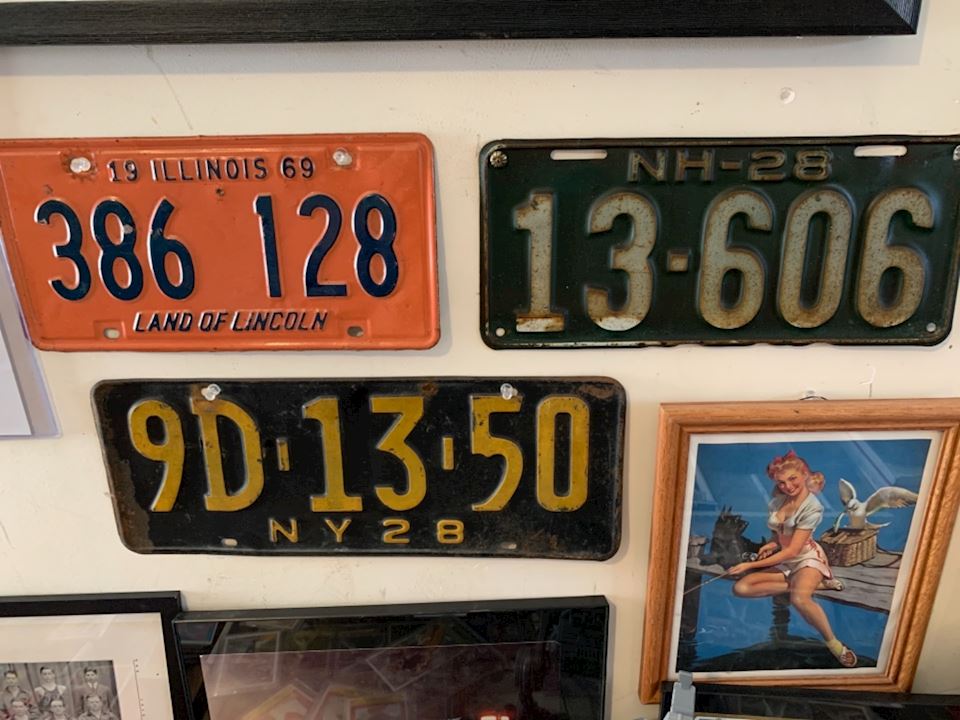 19 ILLINOIS 69
386 128
LAND OF LINCOLN
NH-28
13-606
9D-13-50
NY 28